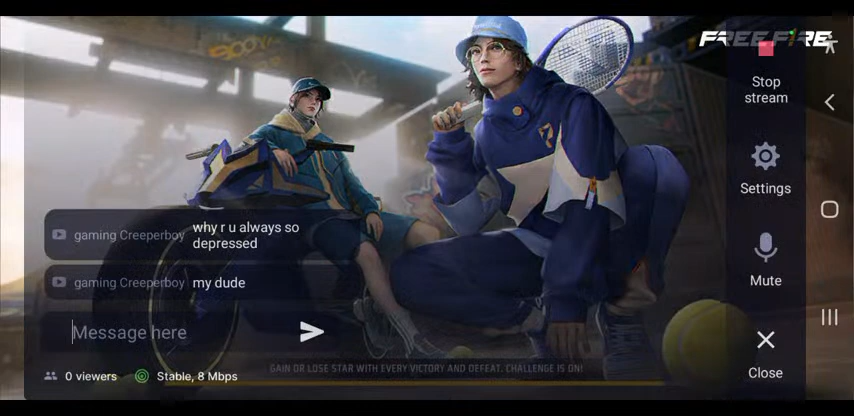 FREE FIRE
Stop
stream
Settings
gaming Creeperboy why r u always so
depressed
gaming Creeperboy my dude
Mute
Message here
0 viewers Stable, 8 Mbps
GAIN OR LOSE STAR WITH EVERY VICTORY AND DEFEAT. CHALLENGE IS ON!
Close